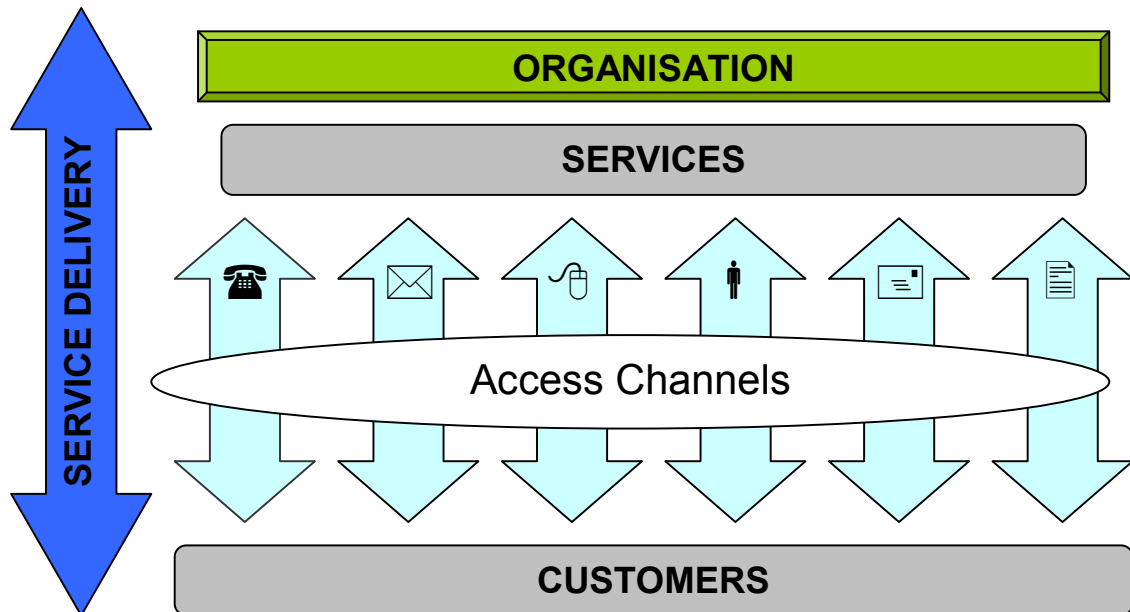 ORGANISATION
SERVICES
SERVICE DELIVERY
Access Channels
CUSTOMERS